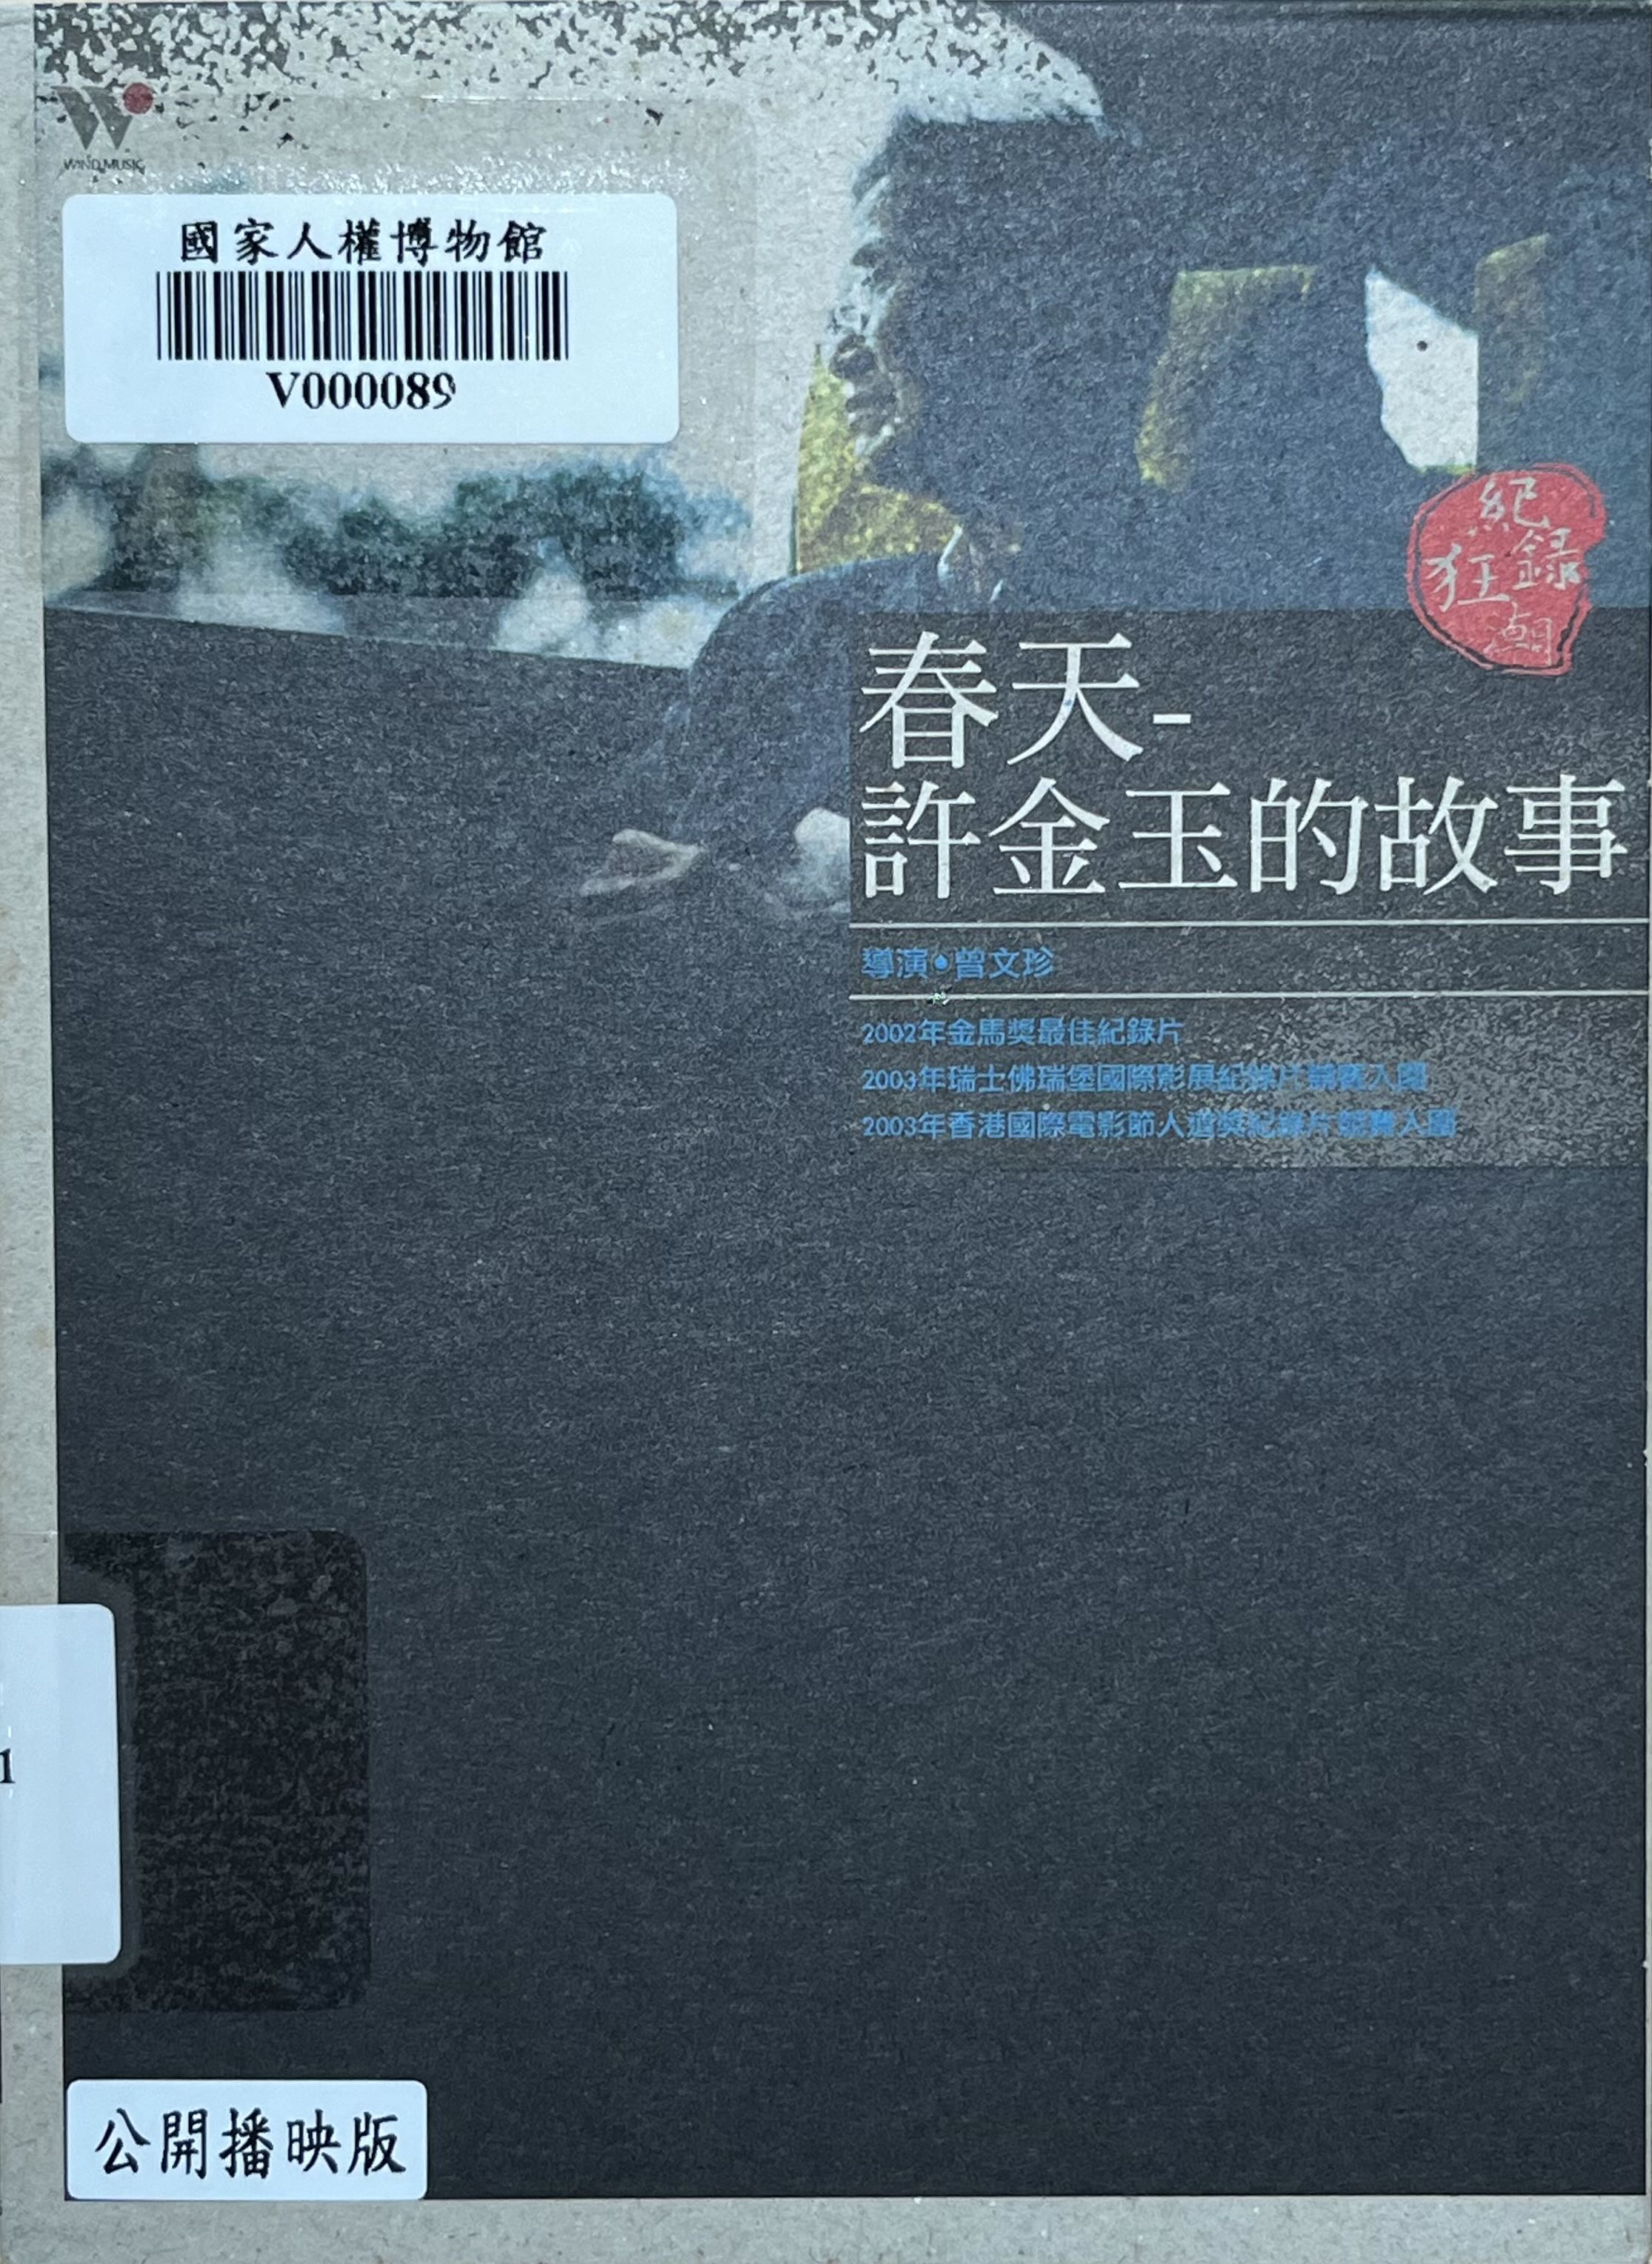 WIND MUSIC
國家人權博物館
V000089
紀錄
狂潮
春天-
許金玉的故事
導演•曾文珍
2002年金馬獎最佳紀錄片
2003年瑞士佛瑞堡國際影展紀錄片競賽入圍
2003年香港國際電影節人道獎紀錄片競賽入圍
1
公開播映版